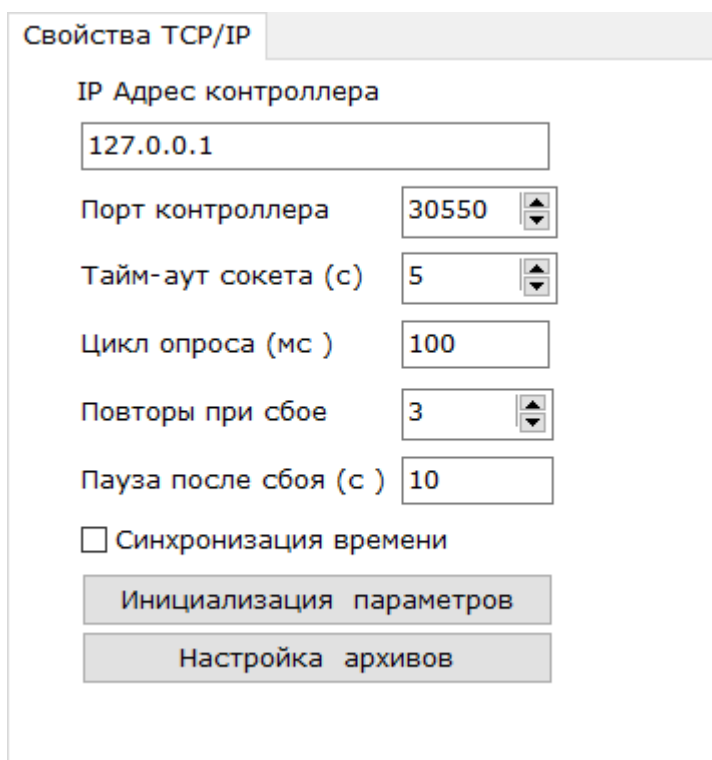 Свойства TCP/IP
IP Адрес контроллера
127.0.0.1
Порт контроллера 30550
Тайм-аут сокета (с) 5
Цикл опроса (мс ) 100
Повторы при сбое 3
Пауза после сбоя (с ) 10
Синхронизация времени
Инициализация параметров
Настройка архивов